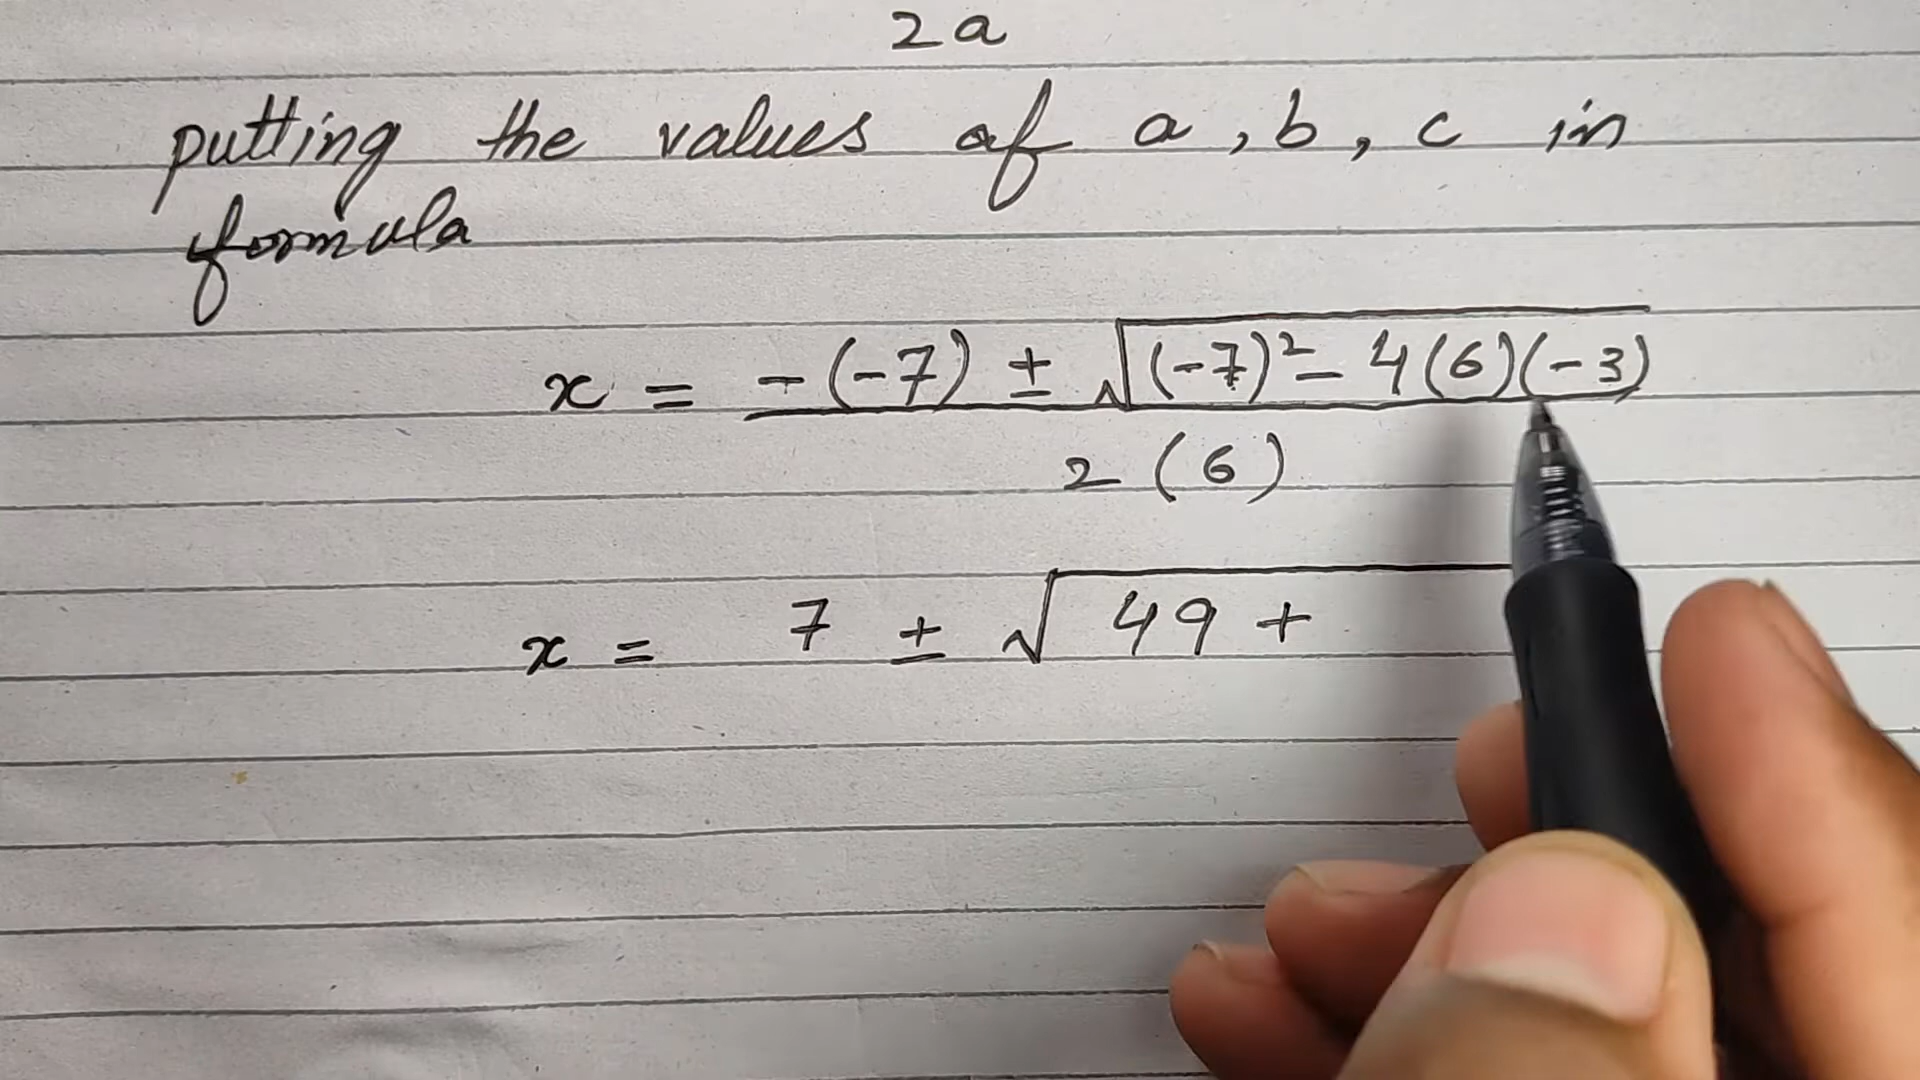 2a
putting the values of a, b, c in
formula
x = -(-7) ± √(-7)² - 4(6)(-3)
2(6)
x = 7 ± √49 +